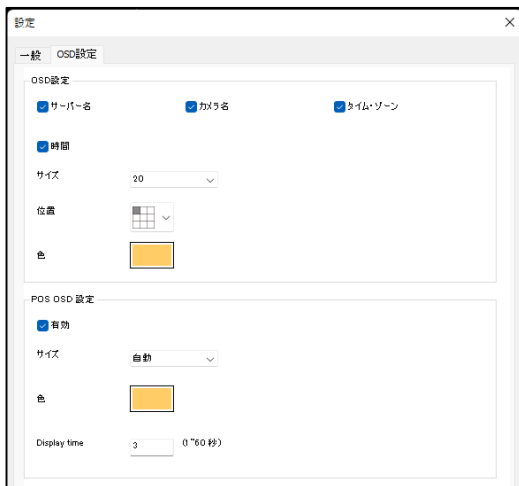 設定
一般 OSD設定
OSD設定
サーバー名 カメラ名 タイム・ゾーン
時間
サイズ 20
位置
色
POS OSD 設定
有効
サイズ 自動
色
Display time 3 (1~60 秒)